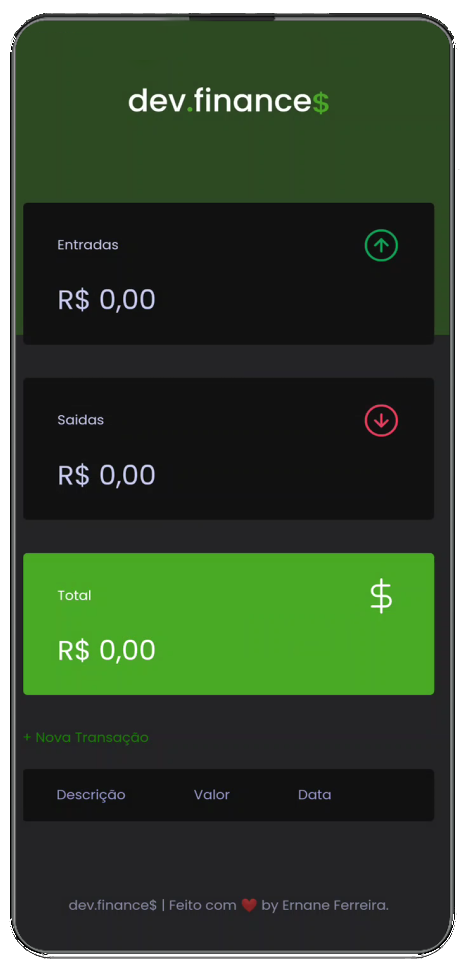 dev.finance$
Entradas
R$ 0,00
Saidas
R$ 0,00
Total
$
R$ 0,00
+ Nova Transação
Descrição Valor Data
dev.finance$ | Feito com ❤️ by Ernane Ferreira.